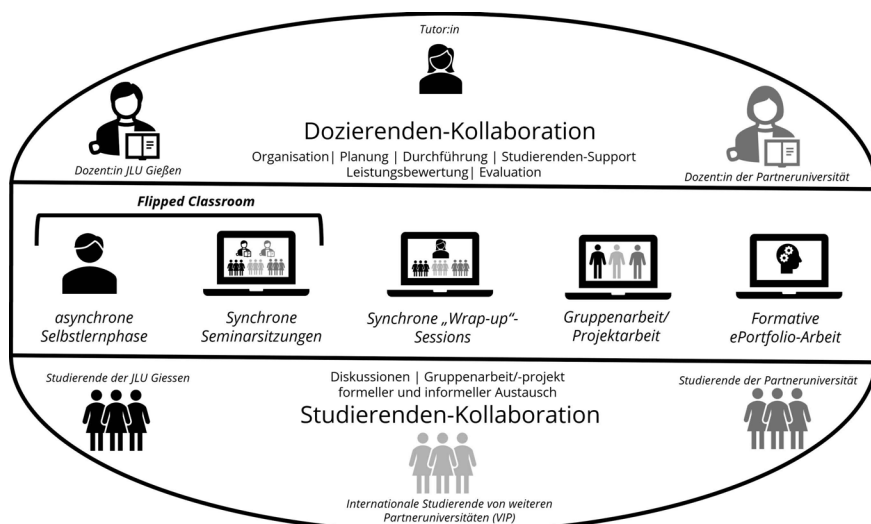 Tutor:in
Dozierenden-Kollaboration
Organisation| Planung | Durchführung | Studierenden-Support
Leistungsbewertung| Evaluation
Dozent:in JLU Gießen
Dozent:in der Partneruniversität
Flipped Classroom
asynchrone
Selbstlernphase
Synchrone
Seminarsitzungen
Synchrone „Wrap-up“-
Sessions
Gruppenarbeit/
Projektarbeit
Formative
ePortfolio-Arbeit
Studierende der JLU Giessen
Diskussionen | Gruppenarbeit/-projekt
formeller und informeller Austausch
Studierenden-Kollaboration
Studierende der Partneruniversität
Internationale Studierende von weiteren
Partneruniversitäten (VIP)